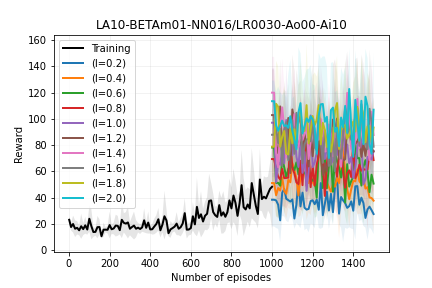 LA10-BETAm01-NN016/LR0030-Ao00-Ai10
Reward
160
140
120
100
80
60
40
20
0
Training
(l=0.2)
(l=0.4)
(l=0.6)
(l=0.8)
(l=1.0)
(l=1.2)
(l=1.4)
(l=1.6)
(l=1.8)
(l=2.0)
0 200 400 600 800 1000 1200 1400
Number of episodes